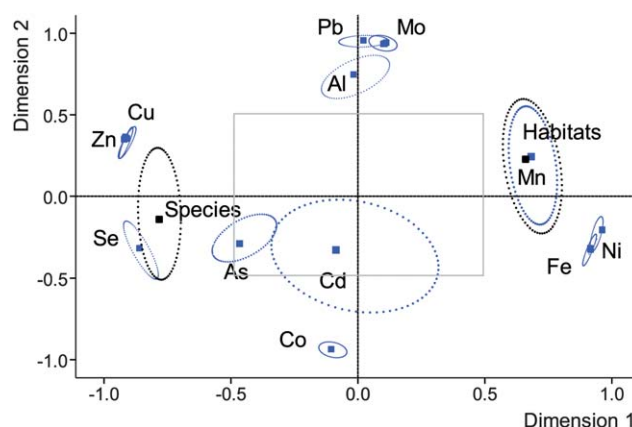 Dimension 2
1.0
0.5
0.0
-0.5
-1.0
Pb Mo
Al
Cu
Zn
Habitats
Mn
Species
Se
As
Cd
Fe Ni
Co
-1.0 -0.5 0.0 0.5 1.0
Dimension 1